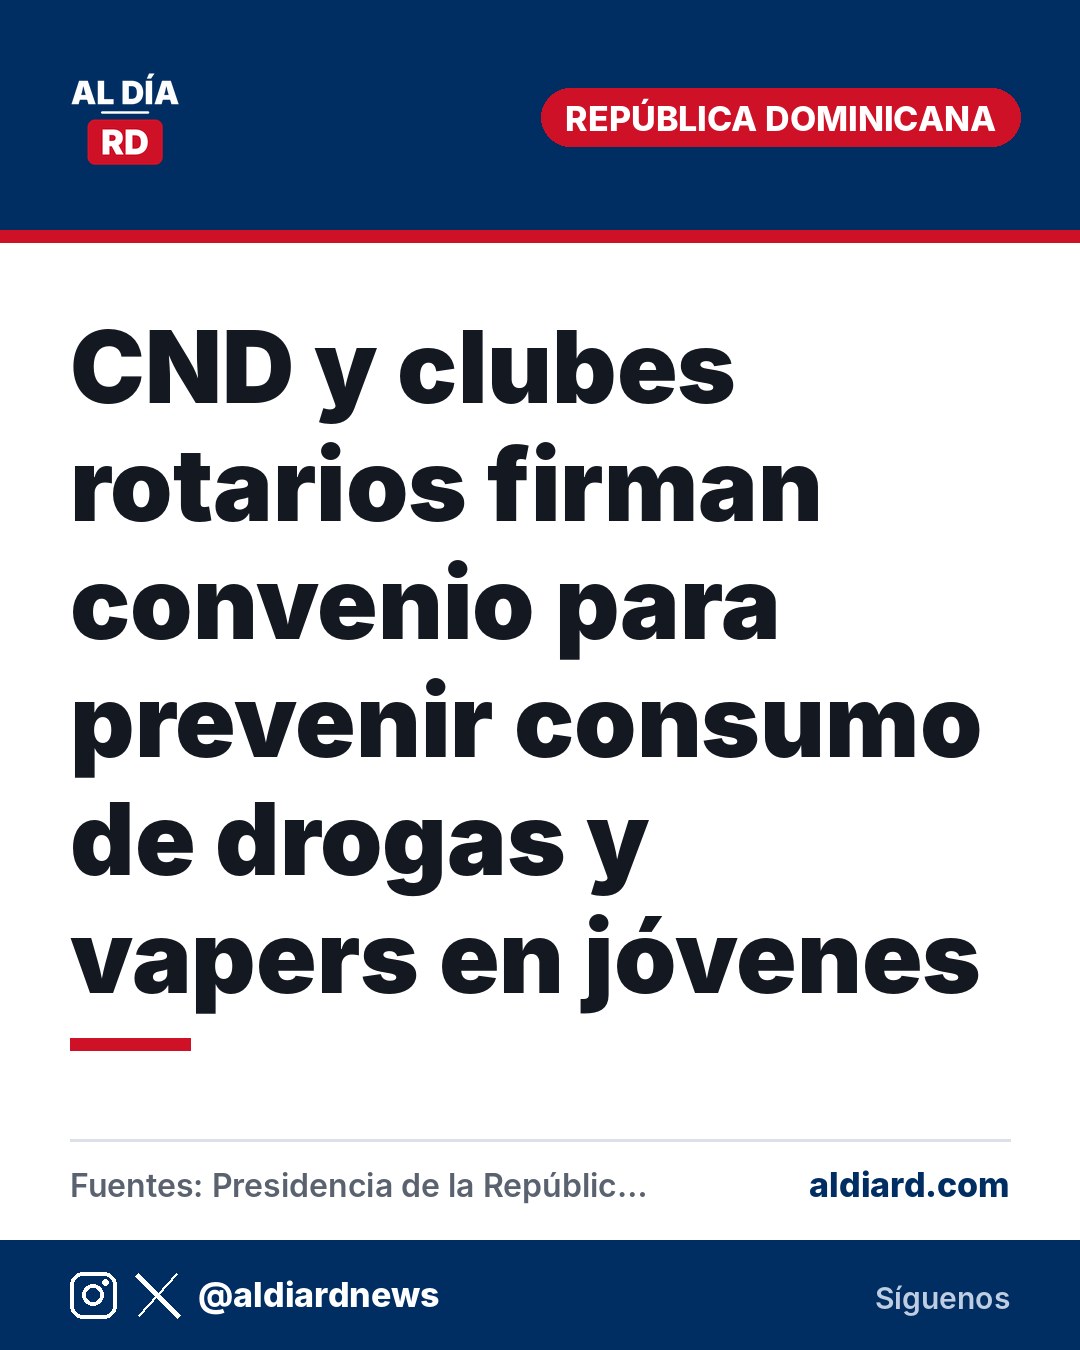 AL DÍA
RD
REPÚBLICA DOMINICANA
CND y clubes
rotarios firman
convenio para
prevenir consumo
de drogas y
vapers en jóvenes
Fuentes: Presidencia de la Repúblic...
aldiard.com
@aldiardnews
Síguenos